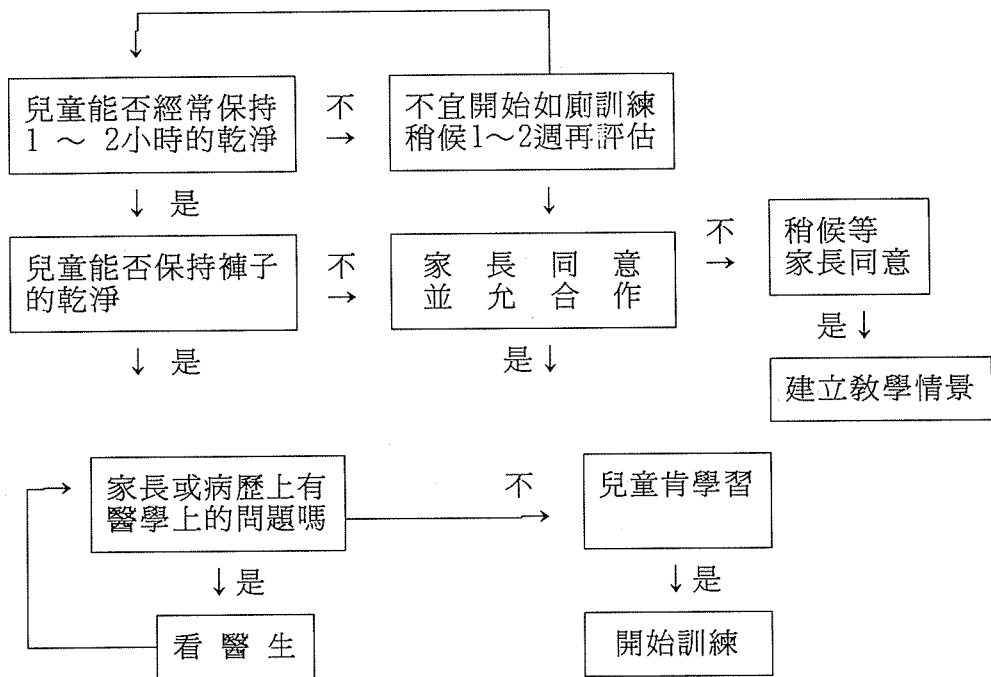 兒童能否經常保持
1 ～ 2小時的乾淨
不
→
不宜開始如廁訓練
稍候1～2週再評估
↓ 是
↓
兒童能否保持褲子
的乾淨
不
→
家長同意
並允合作
不
→
稍候等
家長同意
↓ 是
是 ↓
是 ↓
建立教學情景
家長或病歷上有
醫學上的問題嗎
不
兒童肯學習
↓ 是
↓ 是
看醫生
開始訓練